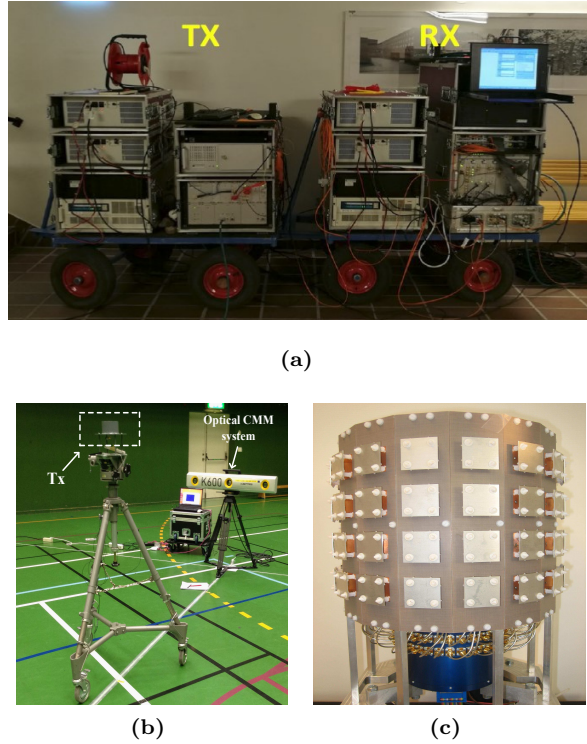 TX
RX
(a)
Optical CMM
system
Tx
K600
(b)
(c)